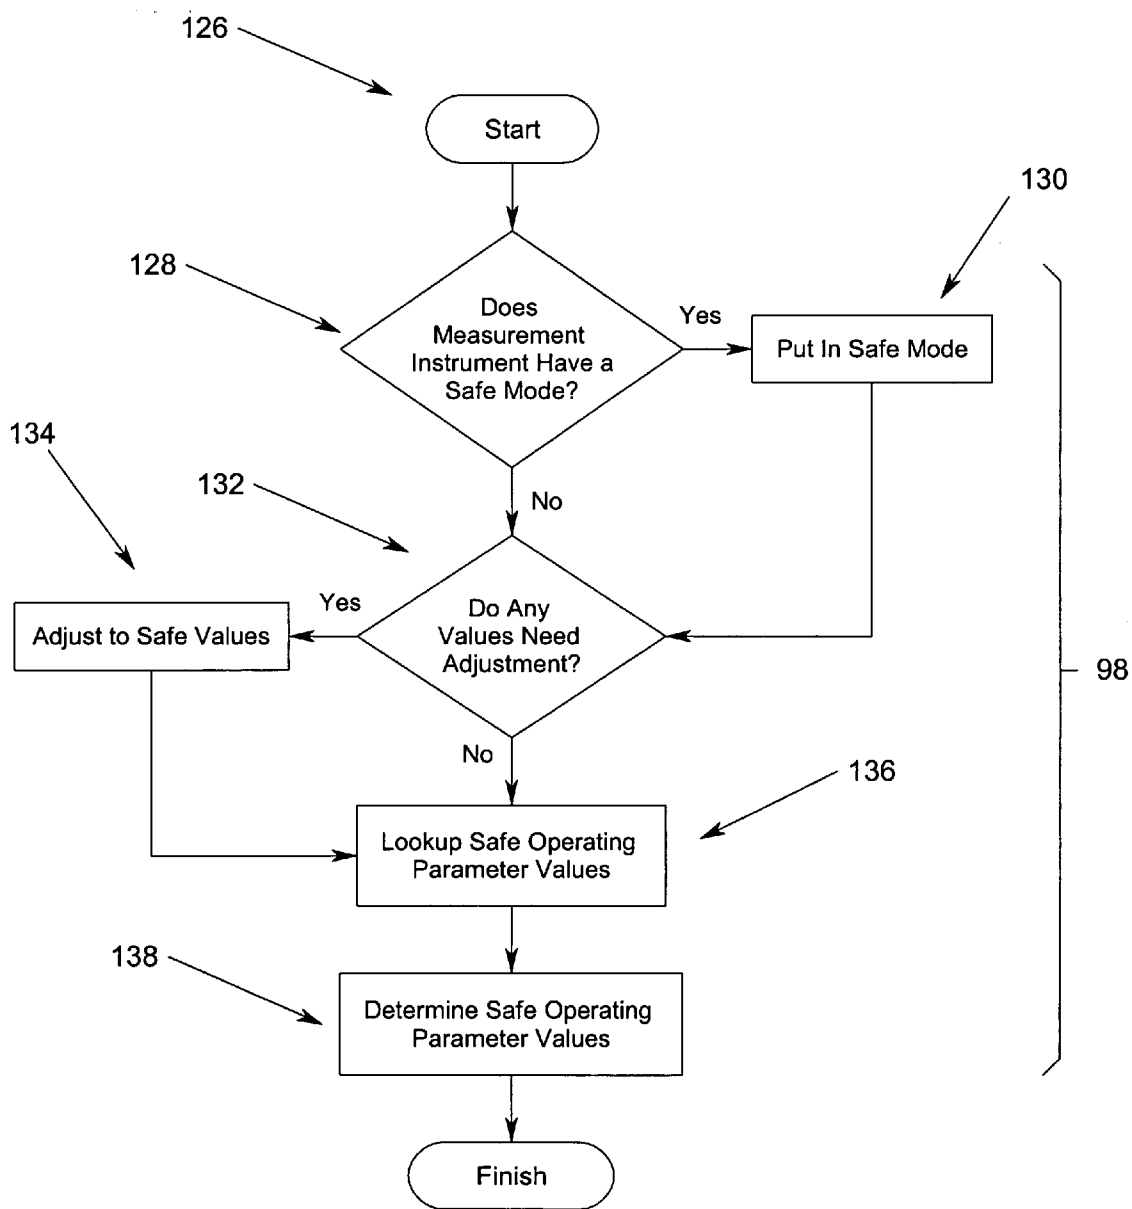 126
Start
130
128
Does
Measurement
Instrument Have a
Safe Mode?
Yes
Put In Safe Mode
134
132
No
Yes
Do Any
Values Need
Adjustment?
Adjust to Safe Values
98
No
136
Lookup Safe Operating
Parameter Values
138
Determine Safe Operating
Parameter Values
Finish